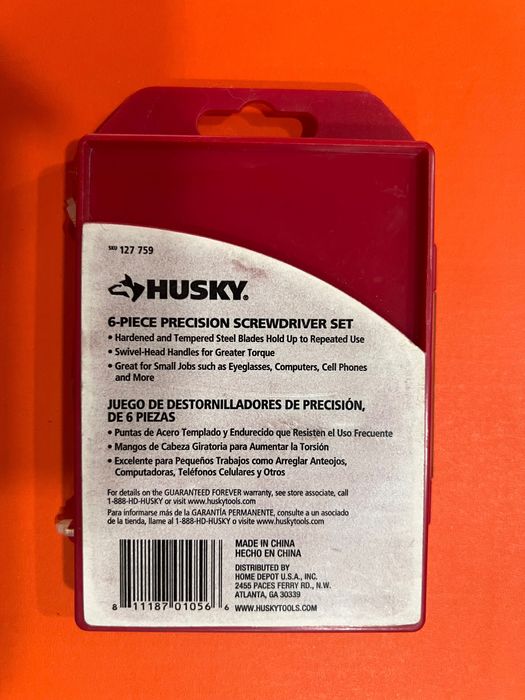 SKU 127 759
HUSKY®
6-PIECE PRECISION SCREWDRIVER SET
• Hardened and Tempered Steel Blades Hold Up to Repeated Use
• Swivel-Head Handles for Greater Torque
• Great for Small Jobs such as Eyeglasses, Computers, Cell Phones
and More
JUEGO DE DESTORNILLADORES DE PRECISIÓN,
DE 6 PIEZAS
• Puntas de Acero Templado y Endurecido que Resisten el Uso Frecuente
• Mangos de Cabeza Giratoria para Aumentar la Torsión
• Excelente para Pequeños Trabajos como Arreglar Anteojos,
Computadoras, Teléfonos Celulares y Otros
For details on the GUARANTEED FOREVER warranty, see store associate, call
1-888-HD-HUSKY or visit www.huskytools.com
Para informarse más de la GARANTÍA PERMANENTE, consulte a un asociado
de la tienda, llame al 1-888-HD-HUSKY o visite www.huskytools.com
MADE IN CHINA
HECHO EN CHINA
DISTRIBUTED BY
HOME DEPOT U.S.A., INC.
2455 PACES FERRY RD., N.W.
ATLANTA, GA 30339
WWW.HUSKYTOOLS.COM
8 11187 01056 6